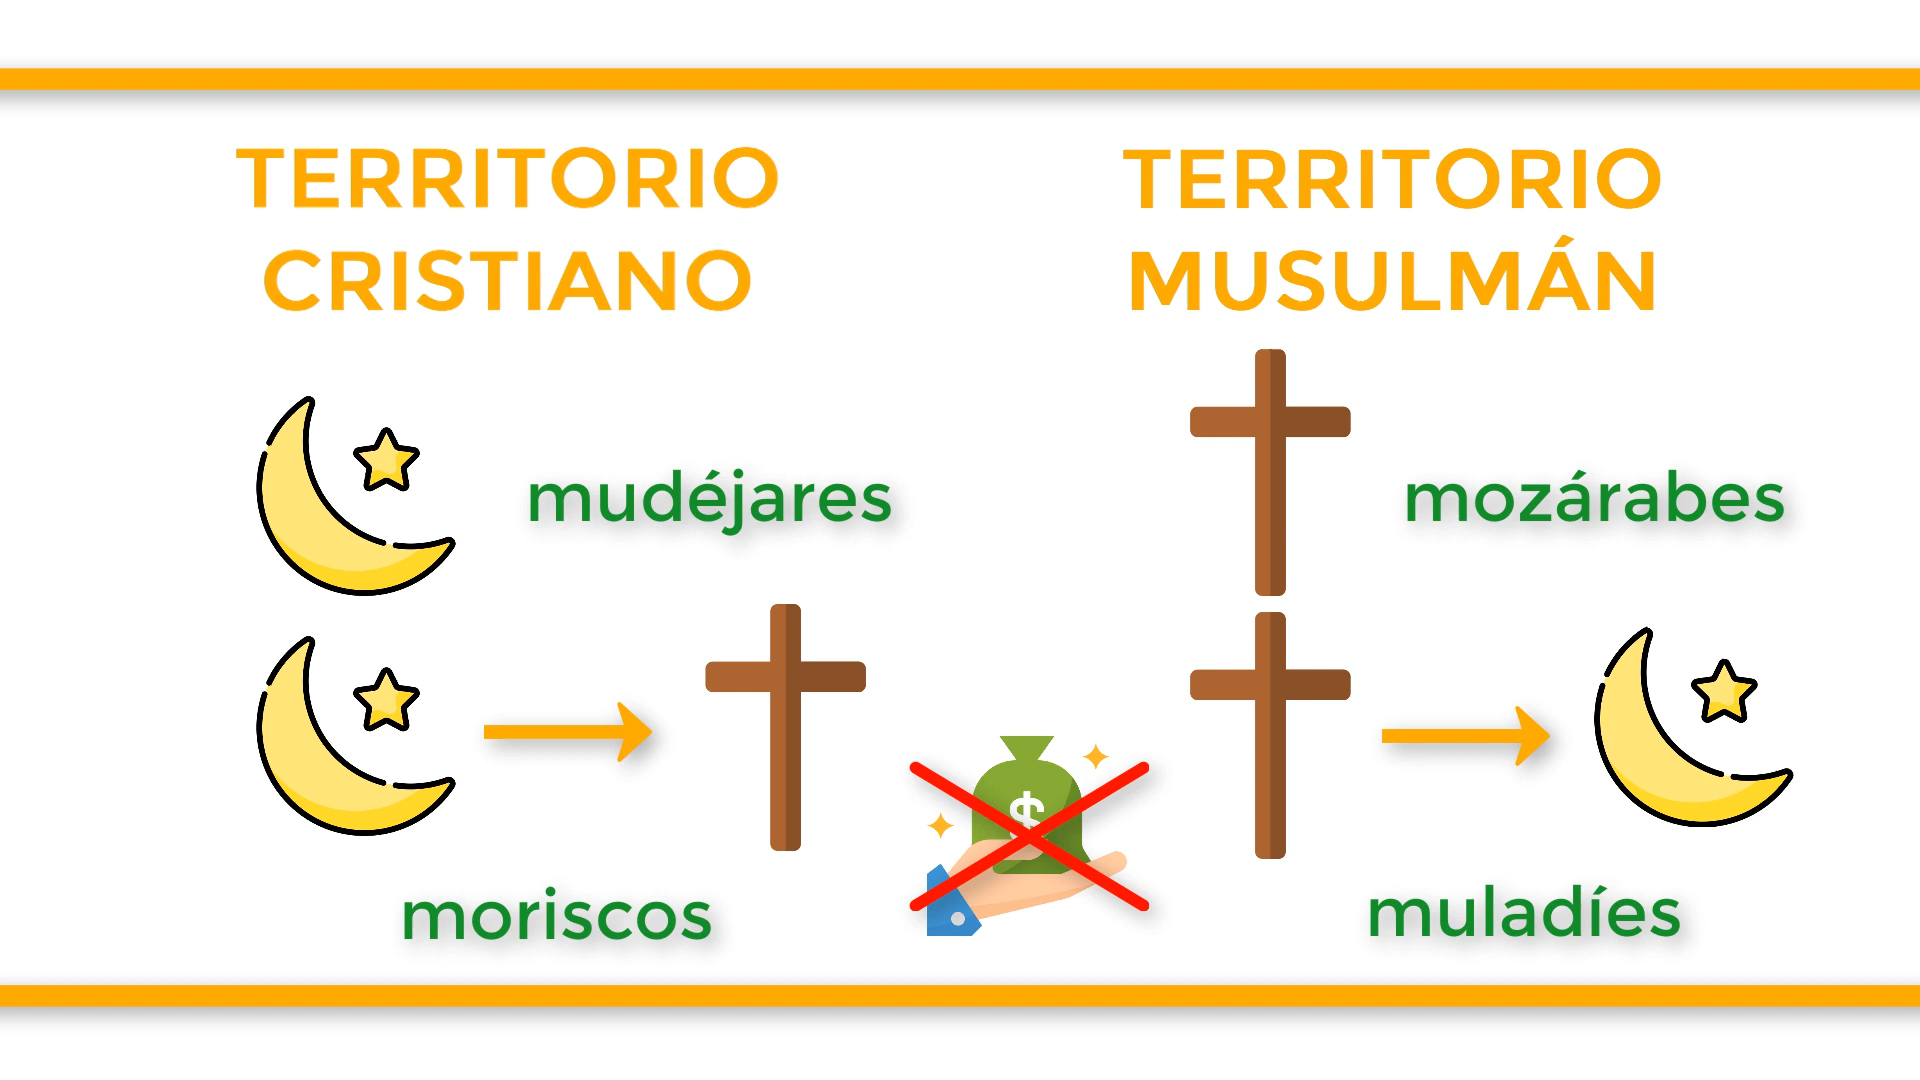 TERRITORIO
CRISTIANO
TERRITORIO
MUSULMÁN
mudéjares
mozárabes
$
moriscos
muladíes